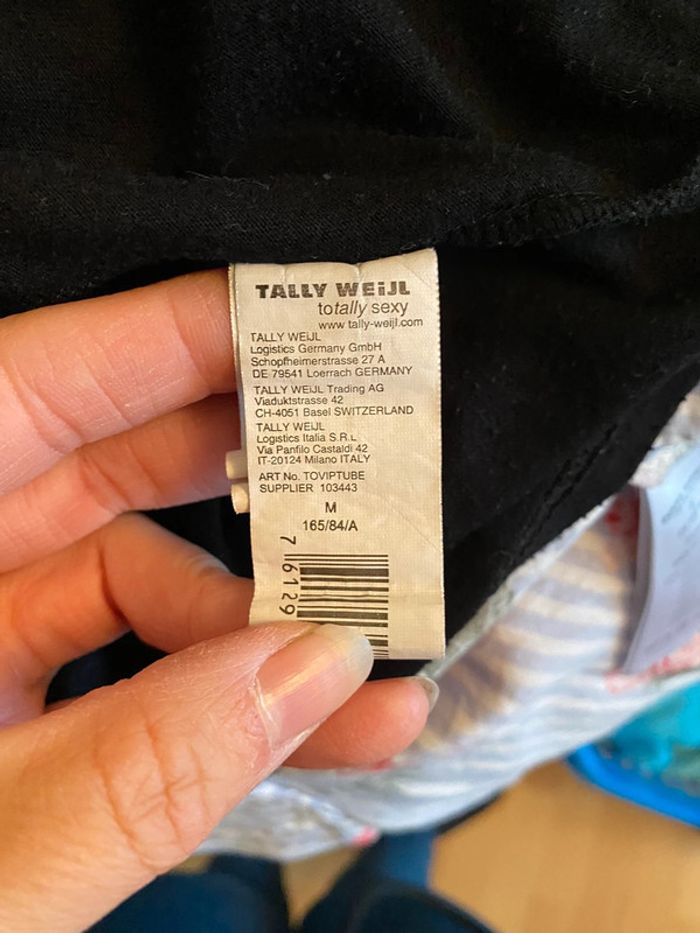 TALLY WEiJL
totally sexy
www.tally-weijl.com
TALLY WEIJL
Logistics Germany GmbH
Schopfheimerstrasse 27 A
DE 79541 Loerrach GERMANY
TALLY WEIJL Trading AG
Viaduktstrasse 42
CH-4051 Basel SWITZERLAND
TALLY WEIJL
Logistics Italia S.R.L
Via Panfilo Castaldi 42
IT-20124 Milano ITALY
ART No. TOVIPTUBE
SUPPLIER 103443
M
165/84/A
7 6129